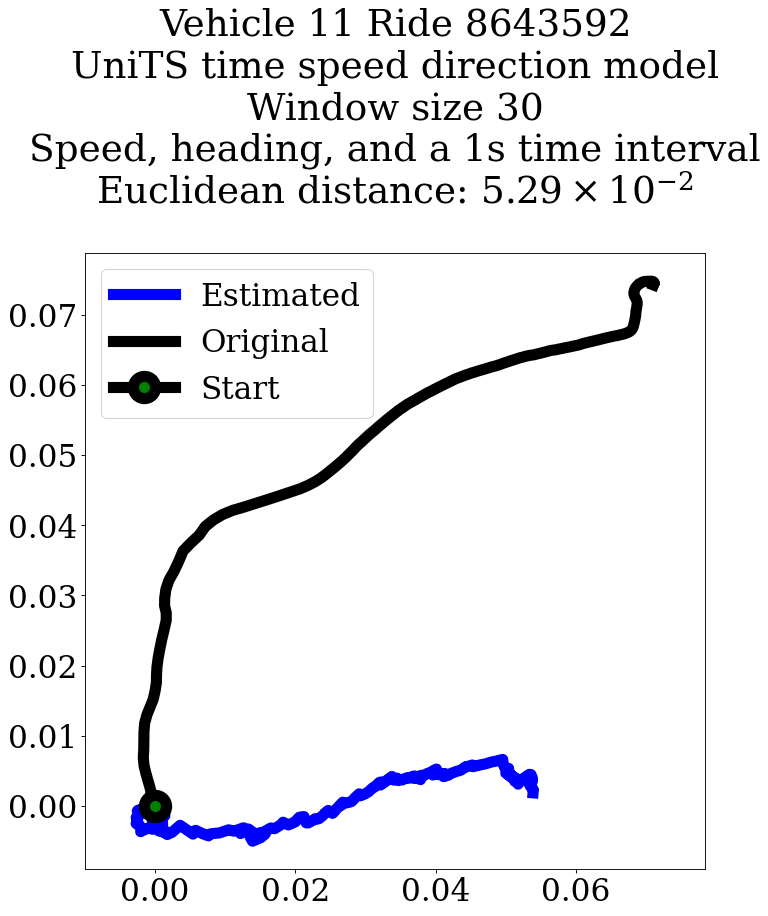 Vehicle 11 Ride 8643592
UniTS time speed direction model
Window size 30
Speed, heading, and a 1s time interval
Euclidean distance: 5.29 × 10⁻²
Estimated
Original
Start
0.07
0.06
0.05
0.04
0.03
0.02
0.01
0.00
0.00 0.02 0.04 0.06